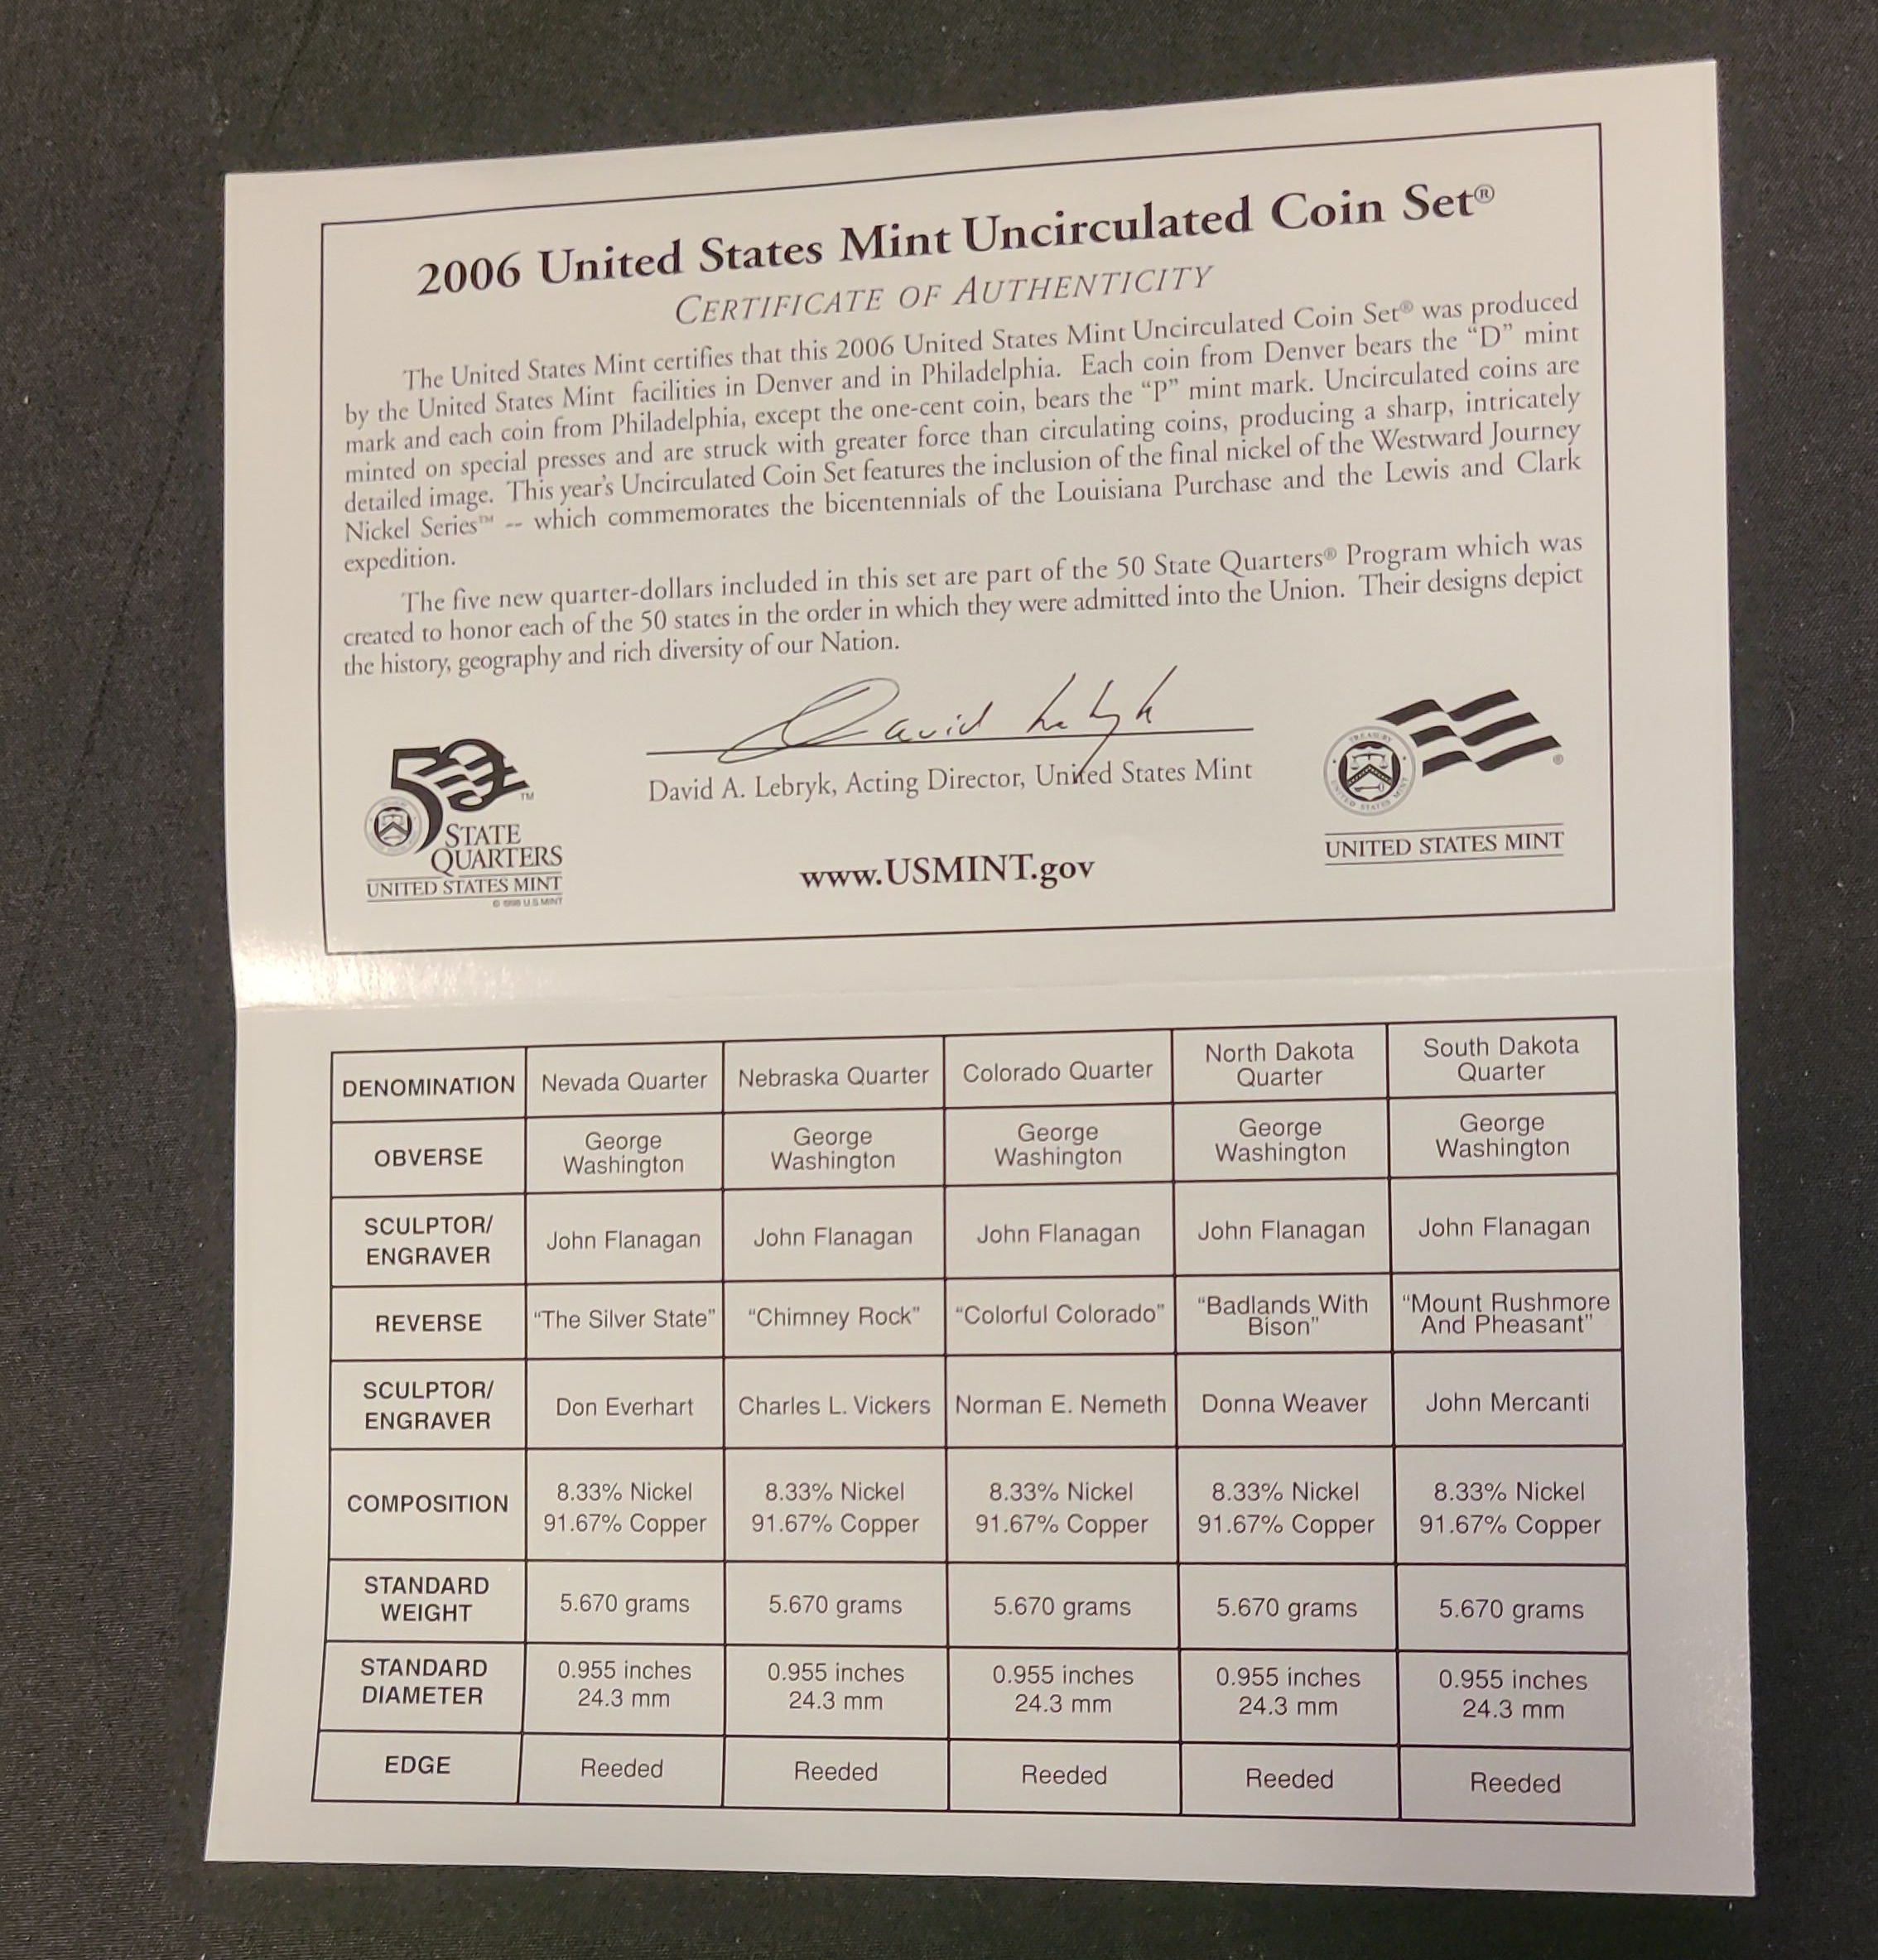 2006 United States Mint Uncirculated Coin Set®
CERTIFICATE OF AUTHENTICITY
The United States Mint certifies that this 2006 United States Mint Uncirculated Coin Set® was produced
by the United States Mint facilities in Denver and in Philadelphia. Each coin from Denver bears the “D” mint
mark and each coin from Philadelphia, except the one-cent coin, bears the “P” mint mark. Uncirculated coins are
minted on special presses and are struck with greater force than circulating coins, producing a sharp, intricately
detailed image. This year’s Uncirculated Coin Set features the inclusion of the final nickel of the Westward Journey
Nickel Series™ -- which commemorates the bicentennials of the Louisiana Purchase and the Lewis and Clark
expedition.
The five new quarter-dollars included in this set are part of the 50 State Quarters® Program which was
created to honor each of the 50 states in the order in which they were admitted into the Union. Their designs depict
the history, geography and rich diversity of our Nation.
David A. Lebryk, Acting Director, United States Mint
www.USMINT.gov
50™
STATE
QUARTERS
UNITED STATES MINT
U.S MINT
TREASURY
UNITED STATES MINT
®
UNITED STATES MINT
DENOMINATION Nevada Quarter Nebraska Quarter Colorado Quarter North Dakota Quarter South Dakota Quarter
OBVERSE George Washington George Washington George Washington George Washington George Washington
SCULPTOR/ ENGRAVER John Flanagan John Flanagan John Flanagan John Flanagan John Flanagan
REVERSE “The Silver State” “Chimney Rock” “Colorful Colorado” “Badlands With Bison” “Mount Rushmore And Pheasant”
SCULPTOR/ ENGRAVER Don Everhart Charles L. Vickers Norman E. Nemeth Donna Weaver John Mercanti
COMPOSITION 8.33% Nickel 91.67% Copper 8.33% Nickel 91.67% Copper 8.33% Nickel 91.67% Copper 8.33% Nickel 91.67% Copper 8.33% Nickel 91.67% Copper
STANDARD WEIGHT 5.670 grams 5.670 grams 5.670 grams 5.670 grams 5.670 grams
STANDARD DIAMETER 0.955 inches 24.3 mm 0.955 inches 24.3 mm 0.955 inches 24.3 mm 0.955 inches 24.3 mm 0.955 inches 24.3 mm
EDGE Reeded Reeded Reeded Reeded Reeded